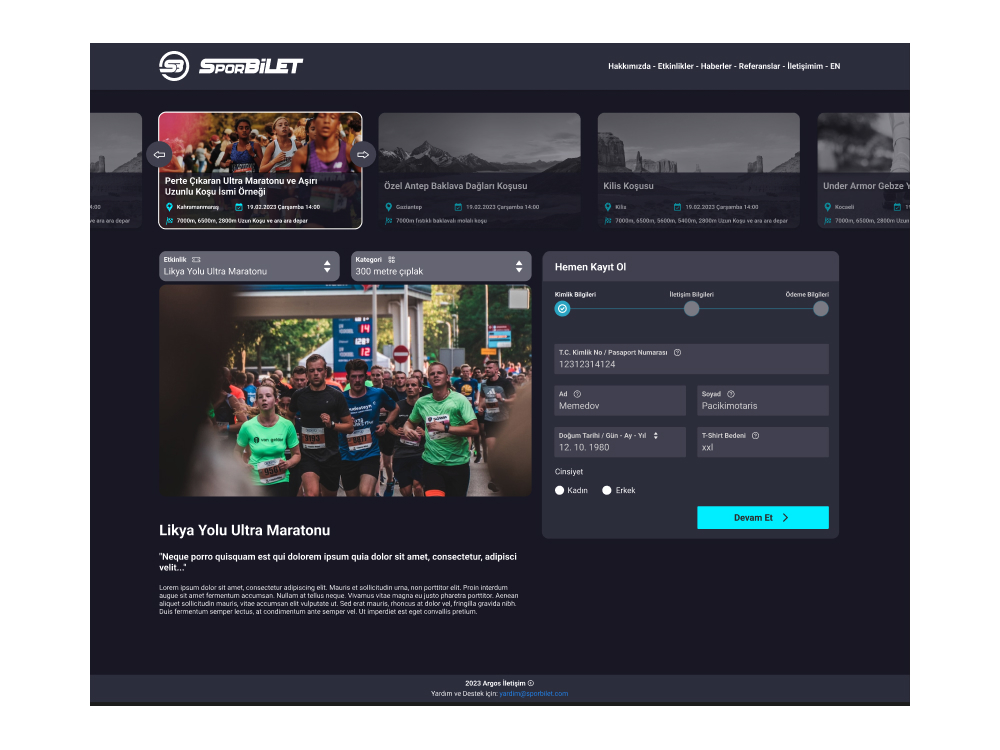 SB SPORBİLET
Hakkımızda - Etkinlikler - Haberler - Referanslar - İletişimim - EN
Perte Çıkaran Ultra Maratonu ve Aşırı
Uzunlu Koşu İsmi Örneği
Kahramanmaraş 19.02.2023 Çarşamba 14:00
7000m, 6500m, 2800m Uzun Koşu ve ara ara depar
4:00
ve ara ara depar
Özel Antep Baklava Dağları Koşusu
Gaziantep 19.02.2023 Çarşamba 14:00
7000m fıstıklı baklavalı molalı koşu
Kilis Koşusu
Kilis 19.02.2023 Çarşamba 14:00
7000m, 6500m, 5600m, 5400m, 2800m Uzun Koşu ve ara ara depar
Under Armor Gebze Y
Kocaeli
7000m, 6500m, 2800m Uzun
Etkinlik
Likya Yolu Ultra Maratonu
Kategori
300 metre çıplak
14
12
van gelder
Likya Yolu Ultra Maratonu
"Neque porro quisquam est qui dolorem ipsum quia dolor sit amet, consectetur, adipisci
velit..."
Lorem ipsum dolor sit amet, consectetur adipiscing elit. Mauris et sollicitudin urna, non porttitor elit. Proin interdum
augue sit amet fermentum accumsan. Nullam at tellus neque. Vivamus vitae magna eu justo pharetra porttitor. Aenean
aliquet sollicitudin mauris, vitae accumsan elit vulputate ut. Sed erat mauris, rhoncus at dolor vel, fringilla gravida nibh.
Duis fermentum semper lectus, at condimentum ante semper vel. Ut imperdiet est eget convallis pretium.
Hemen Kayıt Ol
Kimlik Bilgileri İletişim Bilgileri Ödeme Bilgileri
T.C. Kimlik No / Pasaport Numarası
12312314124
Ad
Memedov
Soyad
Pacikimotaris
Doğum Tarihi / Gün - Ay - Yıl
12. 10. 1980
T-Shirt Bedeni
xxl
Cinsiyet
Kadın Erkek
Devam Et
2023 Argos İletişim ©
Yardım ve Destek için: yardim@sporbilet.com